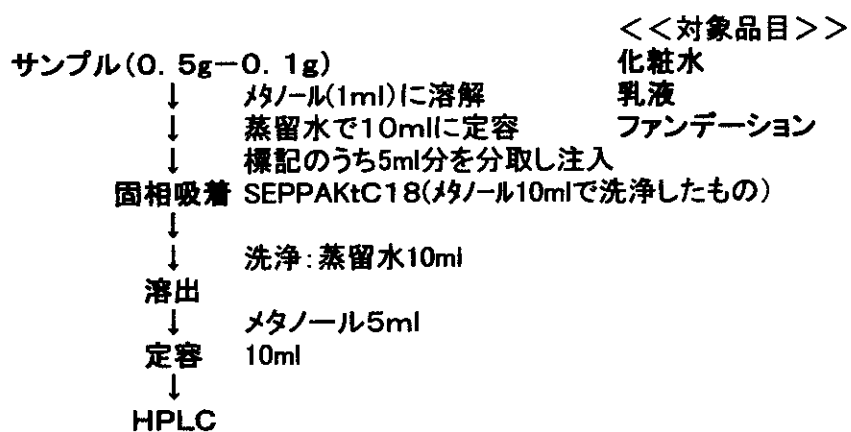 <<対象品目>>
サンプル(0.5g-0.1g) 化粧水
↓ メタノール(1ml)に溶解 乳液
↓ 蒸留水で10mlに定容 ファンデーション
↓ 標記のうち5ml分を分取し注入
固相吸着 SEPPAKtC18(メタノール10mlで洗浄したもの)
↓
↓ 洗浄:蒸留水10ml
溶出
↓ メタノール5ml
定容 10ml
↓
HPLC